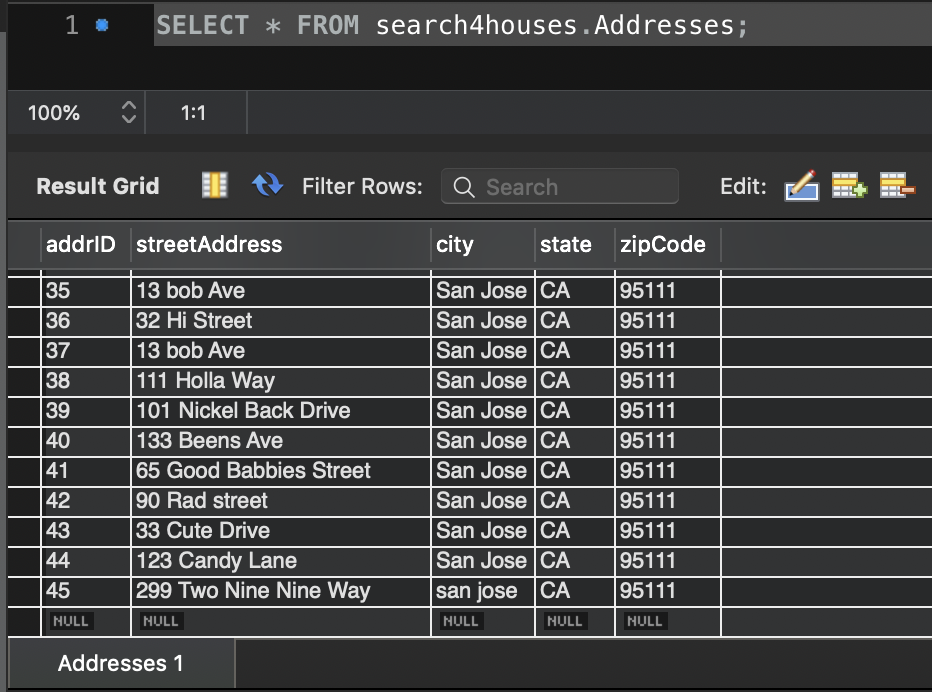 1 SELECT * FROM search4houses.Addresses;
100% 1:1
Result Grid Filter Rows: Search Edit:
addrID streetAddress city state zipCode
35 13 bob Ave San Jose CA 95111
36 32 Hi Street San Jose CA 95111
37 13 bob Ave San Jose CA 95111
38 111 Holla Way San Jose CA 95111
39 101 Nickel Back Drive San Jose CA 95111
40 133 Beens Ave San Jose CA 95111
41 65 Good Babbies Street San Jose CA 95111
42 90 Rad street San Jose CA 95111
43 33 Cute Drive San Jose CA 95111
44 123 Candy Lane San Jose CA 95111
45 299 Two Nine Nine Way san jose CA 95111
NULL NULL NULL NULL NULL
Addresses 1